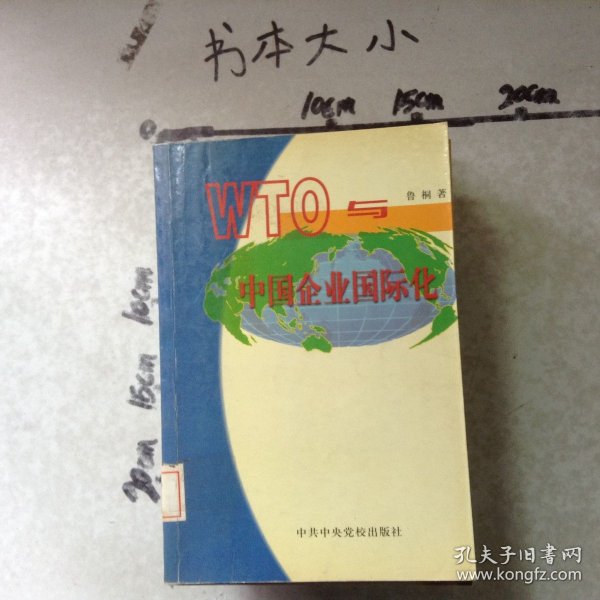 书本大小
10cm 15cm 20cm
0
WTO与
鲁桐 著
中国企业国际化
10cm
15cm
20cm
中共中央党校出版社
孔夫子旧书网
www.kongfz.com